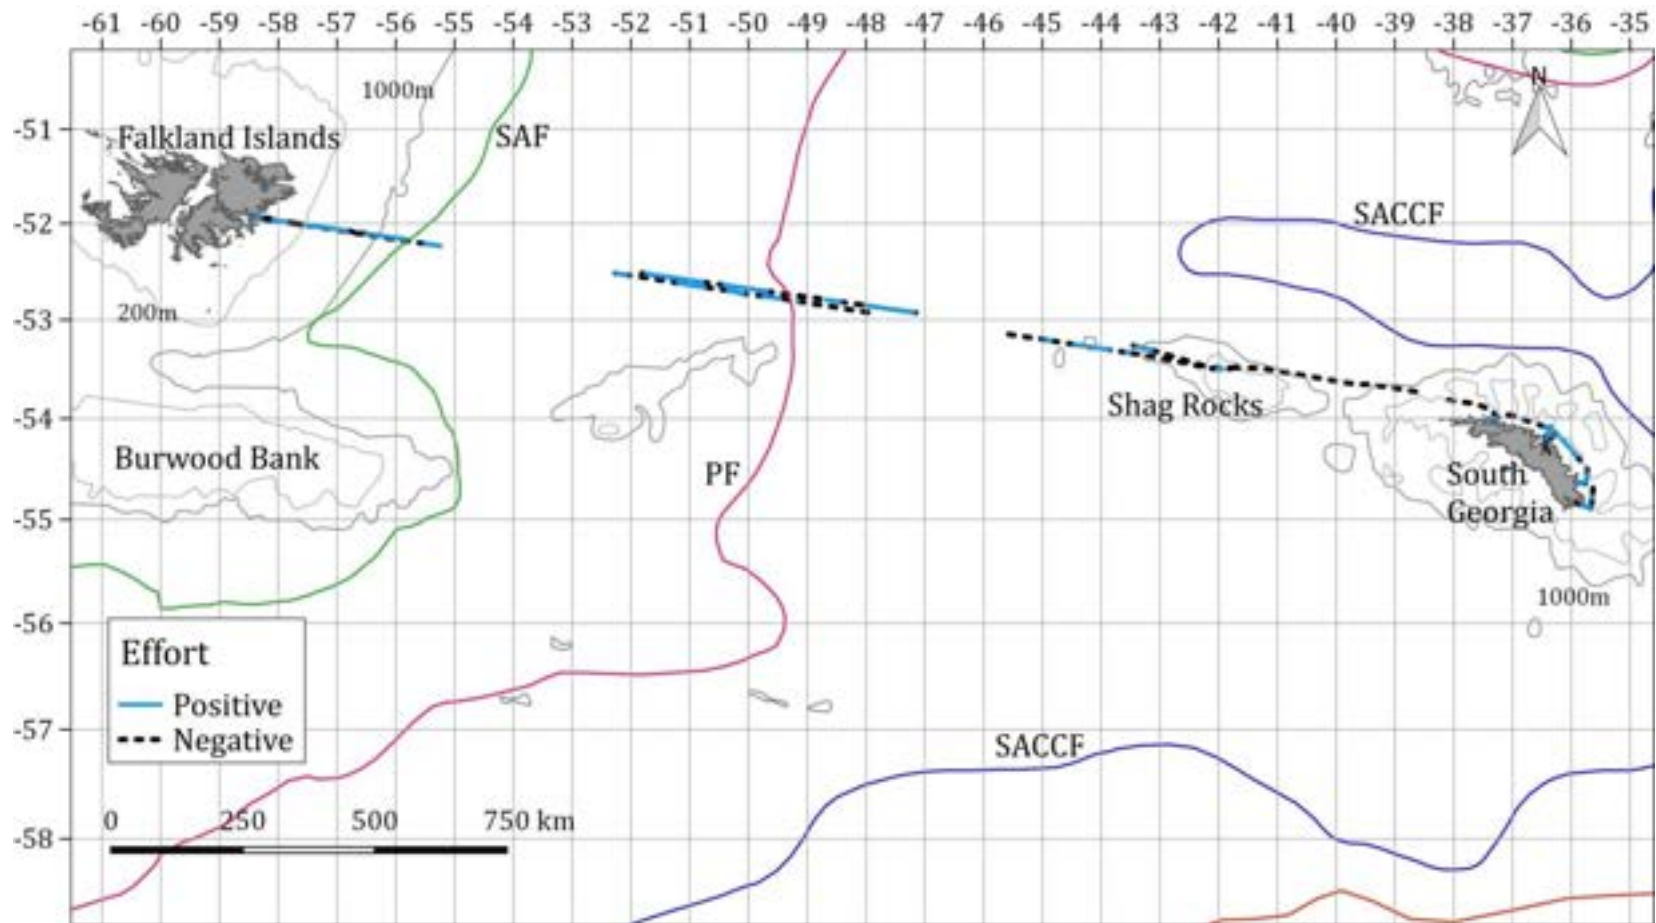 -61 -60 -59 -58 -57 -56 -55 -54 -53 -52 -51 -50 -49 -48 -47 -46 -45 -44 -43 -42 -41 -40 -39 -38 -37 -36 -35
N
1000m
-51
Falkland Islands
SAF
-52
SACCF
200m
-53
Shag Rocks
-54
Burwood Bank
PF
South
Georgia
-55
1000m
-56
Effort
Positive
Negative
-57
SACCF
0 250 500 750 km
-58